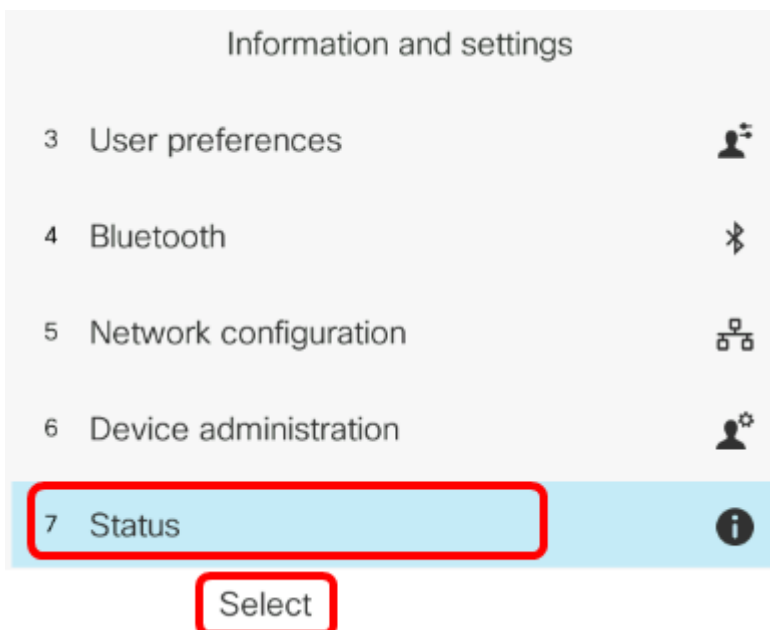 Information and settings
3 User preferences
4 Bluetooth
5 Network configuration
6 Device administration
7 Status
Select